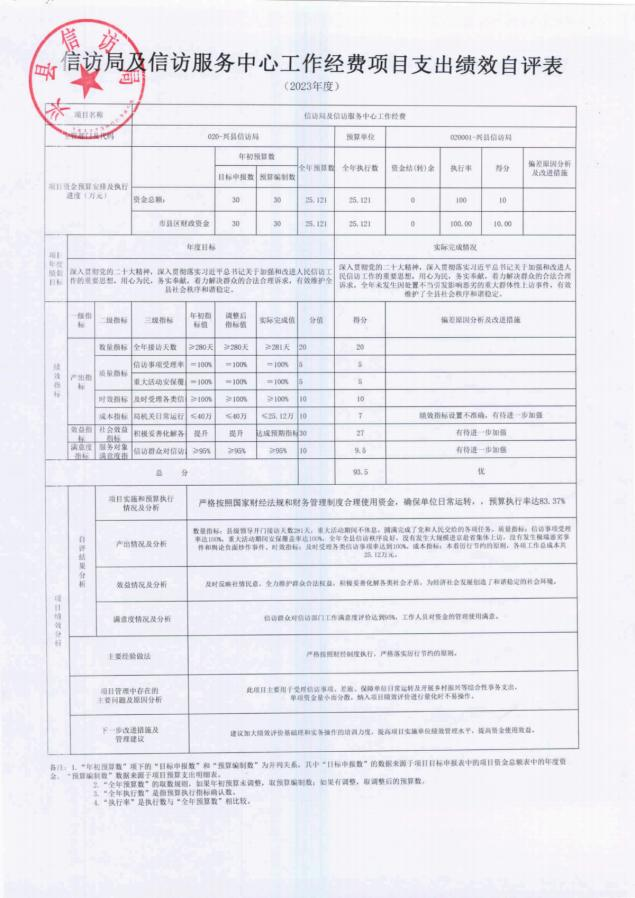 信访局及信访服务中心工作经费项目支出绩效自评表
(2023年度)
兴县信访局
项目名称 信访局及信访服务中心工作经费
020-兴县信访局 预算单位 020001-兴县信访局
项目资金预算安排及执行进度(万元) 年初预算数 全年预算数 全年执行数 资金结(转)余 执行率 得分 偏差原因分析及改进措施
目标申报数 预算编制数
资金总额: 30 30 25.121 25.121 0 100 10
市县区财政资金 30 30 25.121 25.121 0 100.00 10.00
项目年度绩效目标 年度目标 实际完成情况
深入贯彻党的二十大精神,深入贯彻落实习近平总书记关于加强和改进人民信访工
作的重要思想,用心为民,务实奉献,着力解决群众的合法合理诉求,有效维护全
县社会秩序和谐稳定。
深入贯彻党的二十大精神,深入贯彻落实习近平总书记关于加强和改进人
民信访工作的重要思想,用心为民,务实奉献,着力解决群众的合法合理
诉求,全年未发生因处置不当引发影响恶劣的重大群体性上访事件,有效
维护了全县社会秩序和谐稳定。
绩效指标 一级指标 二级指标 三级指标 年初指标值 调整后指标值 实际完成值 分值 得分 偏差原因分析及改进措施
产出指标 数量指标 全年接访天数 ≥280天 ≥280天 ≥281天 20 20
质量指标 信访事项受理率 =100% =100% =100% 5 5
重大活动安保覆 =100% =100% =100% 5 5
时效指标 及时受理各类信 ≥100% ≥100% ≥100% 10 10
成本指标 局机关日常运行 ≤40万 ≤40万 ≤25.12万 10 7 绩效指标设置不准确,有待进一步加强
效益指标 社会效益指标 积极妥善化解各 提升 提升 达成预期指标 30 27 有待进一步加强
满意度指标 服务对象满意度指 信访群众对信访 ≥95% ≥95% ≥95% 10 9.5 有待进一步加强
总 分 93.5 优
项目绩效分析 自评结果分析 项目实施和预算执行情况及分析 严格按照国家财经法规和财务管理制度合理使用资金,确保单位日常运转,,预算执行率达83.37%
产出情况及分析 数量指标:县级领导开门接访天数281天,重大活动期间不休息,圆满完成了党和人民交给的各项任务。质量指标:信访事项受理
率达100%,重大活动期间安保覆盖率达100%,全年全县信访秩序良好,没有发生大规模进京赴省集体上访,没有发生极端恶劣事
件和舆论负面炒作事件。时效指标:及时受理各类信访事项率达到100%。成本指标:本着厉行节约的原则,各项工作总成本共
25.12万元。
效益情况及分析 及时反映社情民意,全力维护群众合法权益,积极妥善化解各类社会矛盾,为经济社会发展创造了和谐稳定的社会环境。
满意度情况及分析 信访群众对信访部门工作满意度评价达到95%,工作人员对资金的管理使用满意。
主要经验做法 严格按照财经制度执行,严格落实厉行节约的原则。
项目管理中存在的主要问题及原因分析 此项目主要用于受理信访事项、差旅、保障单位日常运转及开展乡村振兴等综合性事务支出,
单项资金量小而分散,纳入项目绩效评价进行量化时不易操作。
下一步改进措施及管理建议 建议加大绩效评价基础理和实务操作的培训力度,提高项目实施单位绩效管理水平,提高资金使用效益。
备注:1.“年初预算数”项下的“目标申报数”和“预算编制数”为并列关系,其中“目标申报数”的数据来源于项目目标申报表中的项目资金总额表中的年度资
金,“预算编制数”数据来源于项目预算支出明细表。
2.“全年预算数”的取数规则,如果年初预算未调整,取预算编制数;如果有调整,取调整后的预算数。
3.“全年执行数”是指预算执行指标确认数。
4.“执行率”是执行数与“全年预算数”相比较。